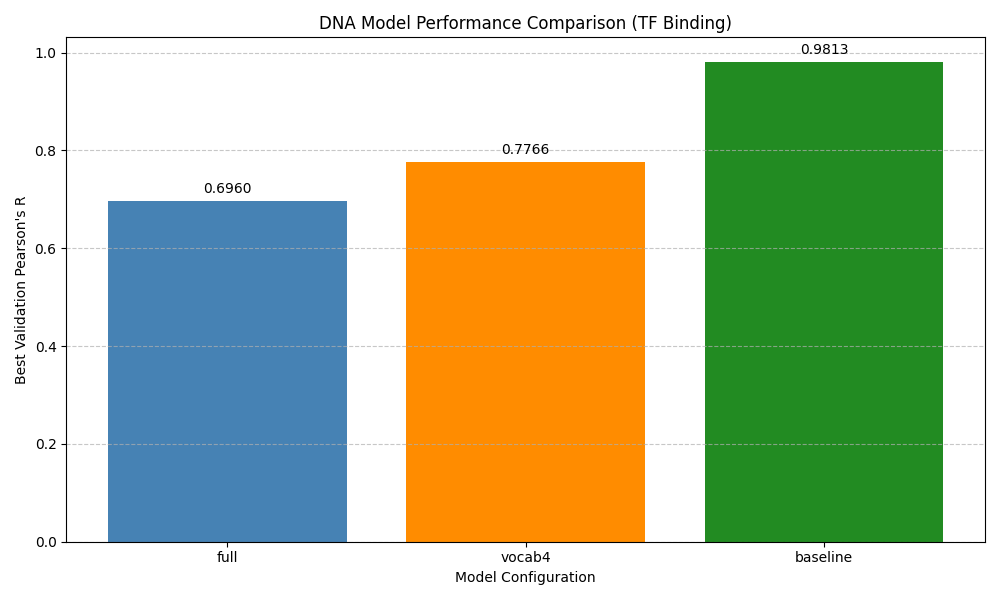 DNA Model Performance Comparison (TF Binding)
Best Validation Pearson's R
1.0
0.8
0.6
0.4
0.2
0.0
0.6960
0.7766
0.9813
full
vocab4
baseline
Model Configuration